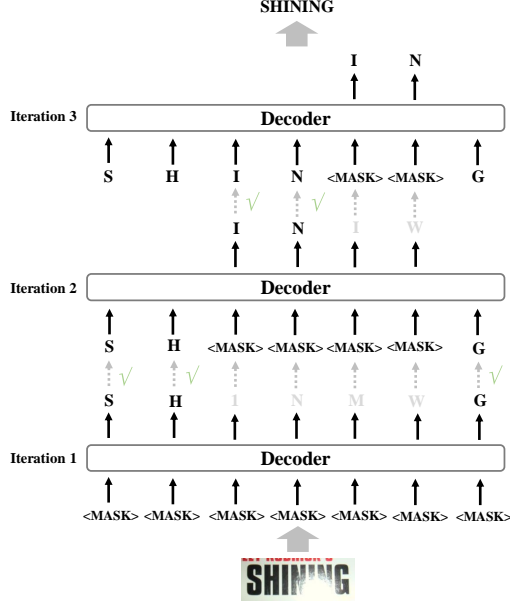 SHINING
I N
Iteration 3 Decoder
S H I N <MASK> <MASK> G
√ √
I N I W
Iteration 2 Decoder
S H <MASK> <MASK> <MASK> <MASK> G
√ √ √
S H 1 N M W G
Iteration 1 Decoder
<MASK> <MASK> <MASK> <MASK> <MASK> <MASK> <MASK>
SHINING